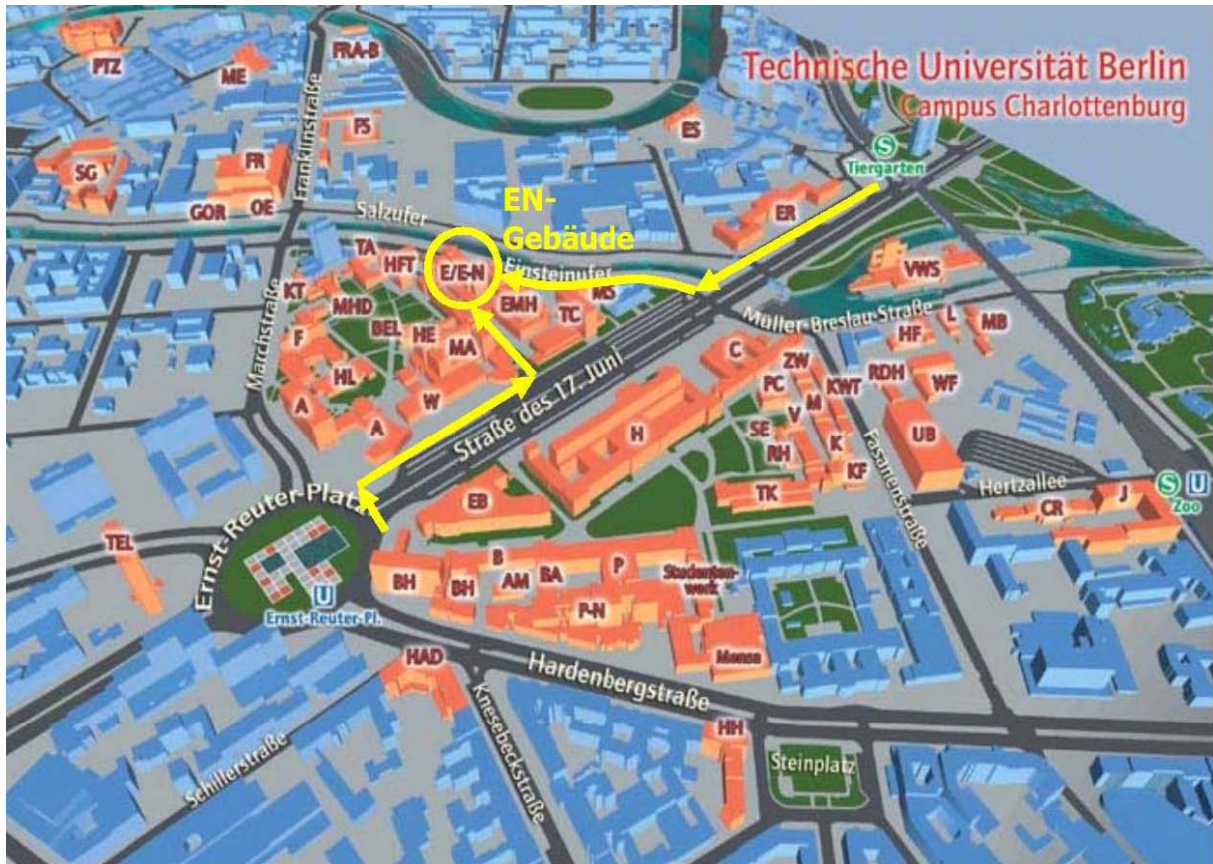 Technische Universität Berlin
Campus Charlottenburg
PTZ
ME
FRA-B
FS
ES
S
Tiergarten
SG
FR
GOR
OE
Franklinstraße
Salzufer
EN-
Gebäude
ER
TA
HFT
E/E-N
Einsteinufer
VWS
KT
MHD
BEL
HE
MA
EMH
TC
MS
Müller-Breslau-Straße
HF
L
MB
Marchstraße
F
HL
A
A
W
Straße des 17. Juni
C
ZW
PC
KWT
RDH
WF
M
V
SE
RH
K
KF
UB
H
Fasanenstraße
TK
Hertzallee
CR
J
S
U
Zoo
Ernst-Reuter-Platz
EB
TEL
U
Ernst-Reuter-Pl.
BH
BH
B
AM
BA
P
P-N
Studenten-
werk
Mensa
HAD
Hardenbergstraße
Knesebeckstraße
Schillerstraße
HH
Steinplatz